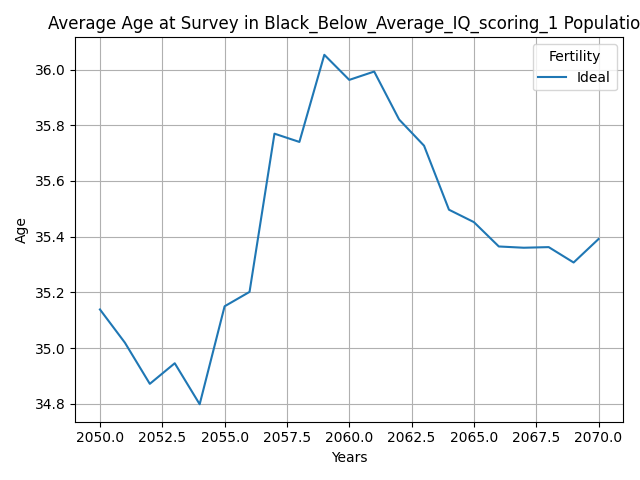 Average Age at Survey in Black_Below_Average_IQ_scoring_1 Populatio
Fertility
Ideal
Age
36.0
35.8
35.6
35.4
35.2
35.0
34.8
2050.0 2052.5 2055.0 2057.5 2060.0 2062.5 2065.0 2067.5 2070.0
Years